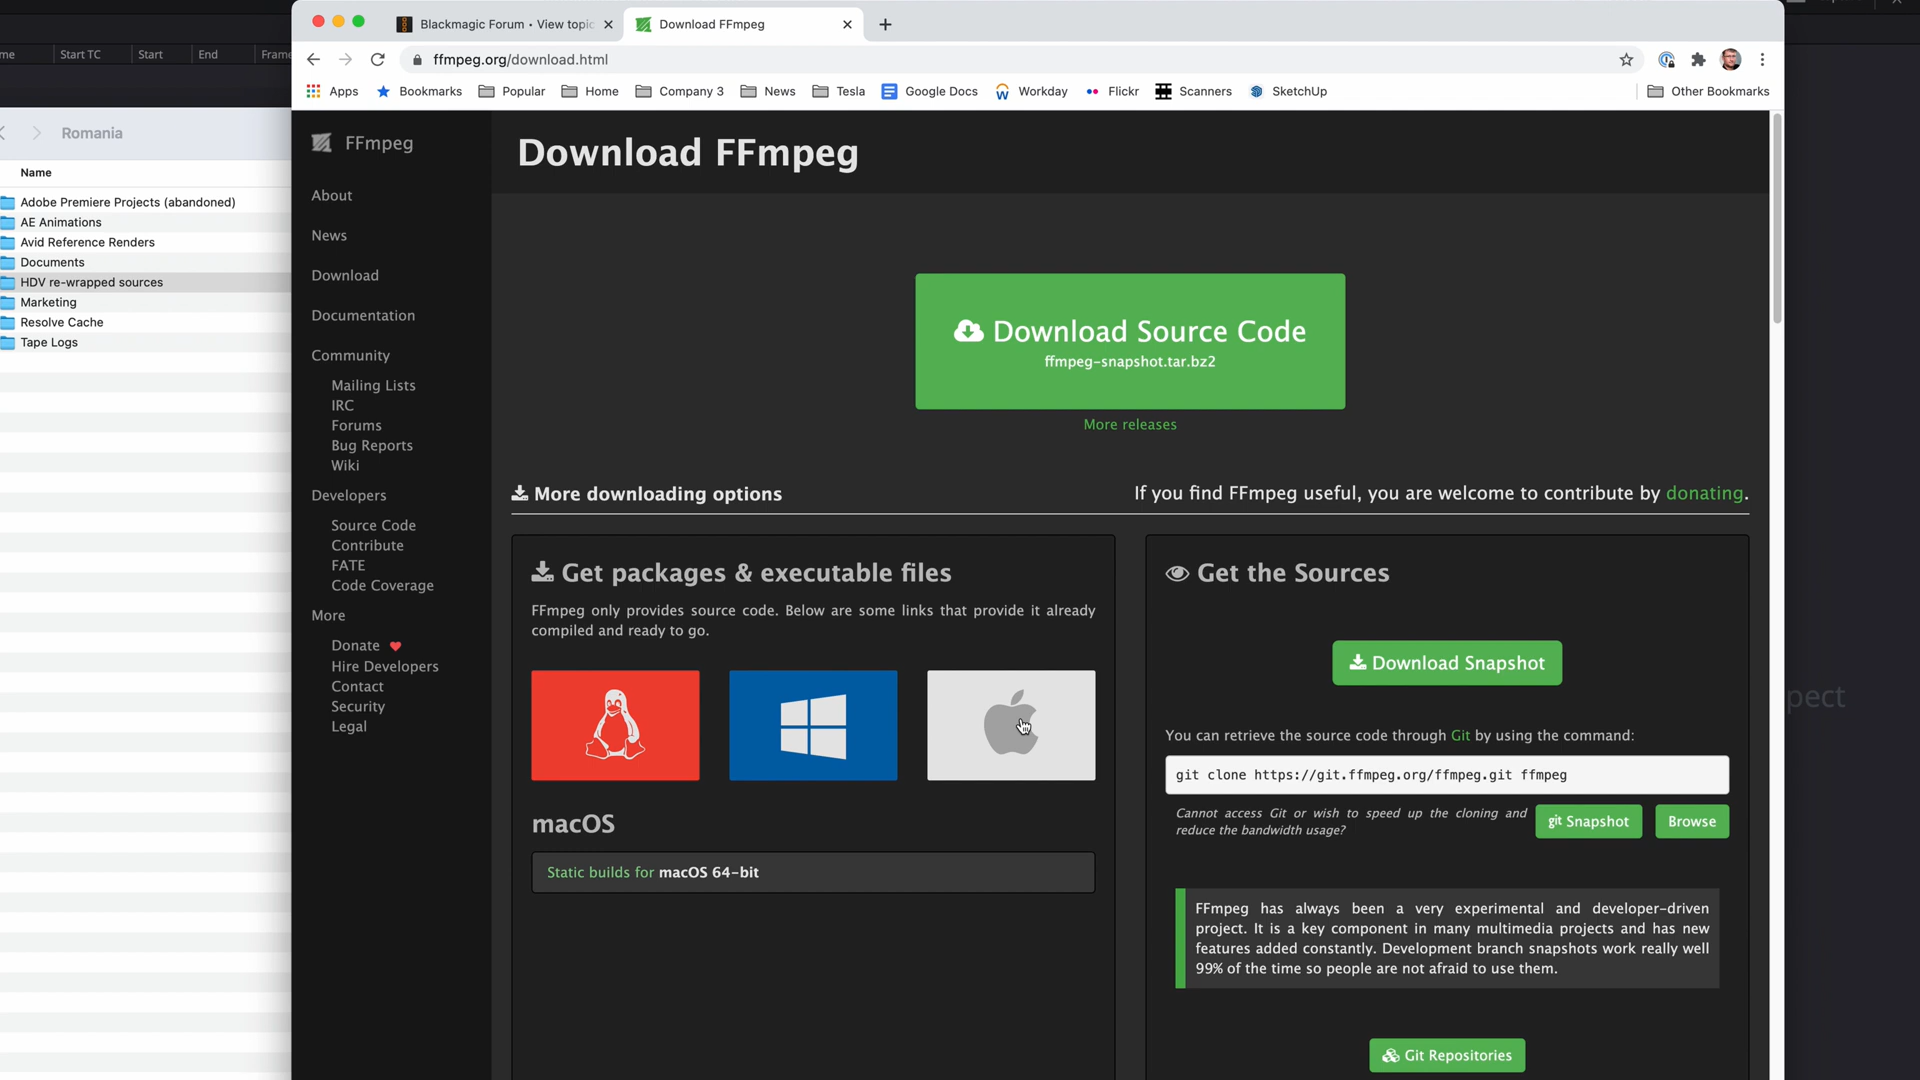 Blackmagic Forum • View topic
Download FFmpeg
ffmpeg.org/download.html
Apps
Bookmarks
Popular
Home
Company 3
News
Tesla
Google Docs
Workday
Flickr
Scanners
SketchUp
Other Bookmarks
Start TC
Start
End
Frame
Romania
Name
Adobe Premiere Projects (abandoned)
AE Animations
Avid Reference Renders
Documents
HDV re-wrapped sources
Marketing
Resolve Cache
Tape Logs
FFmpeg
About
News
Download
Documentation
Community
Mailing Lists
IRC
Forums
Bug Reports
Wiki
Developers
Source Code
Contribute
FATE
Code Coverage
More
Donate
Hire Developers
Contact
Security
Legal
Download FFmpeg
Download Source Code
ffmpeg-snapshot.tar.bz2
More releases
More downloading options
If you find FFmpeg useful, you are welcome to contribute by donating.
Get packages & executable files
FFmpeg only provides source code. Below are some links that provide it already
compiled and ready to go.
macOS
Static builds for macOS 64-bit
Get the Sources
Download Snapshot
You can retrieve the source code through Git by using the command:
git clone https://git.ffmpeg.org/ffmpeg.git ffmpeg
Cannot access Git or wish to speed up the cloning and
reduce the bandwidth usage?
git Snapshot
Browse
FFmpeg has always been a very experimental and developer-driven
project. It is a key component in many multimedia projects and has new
features added constantly. Development branch snapshots work really well
99% of the time so people are not afraid to use them.
Git Repositories
pect